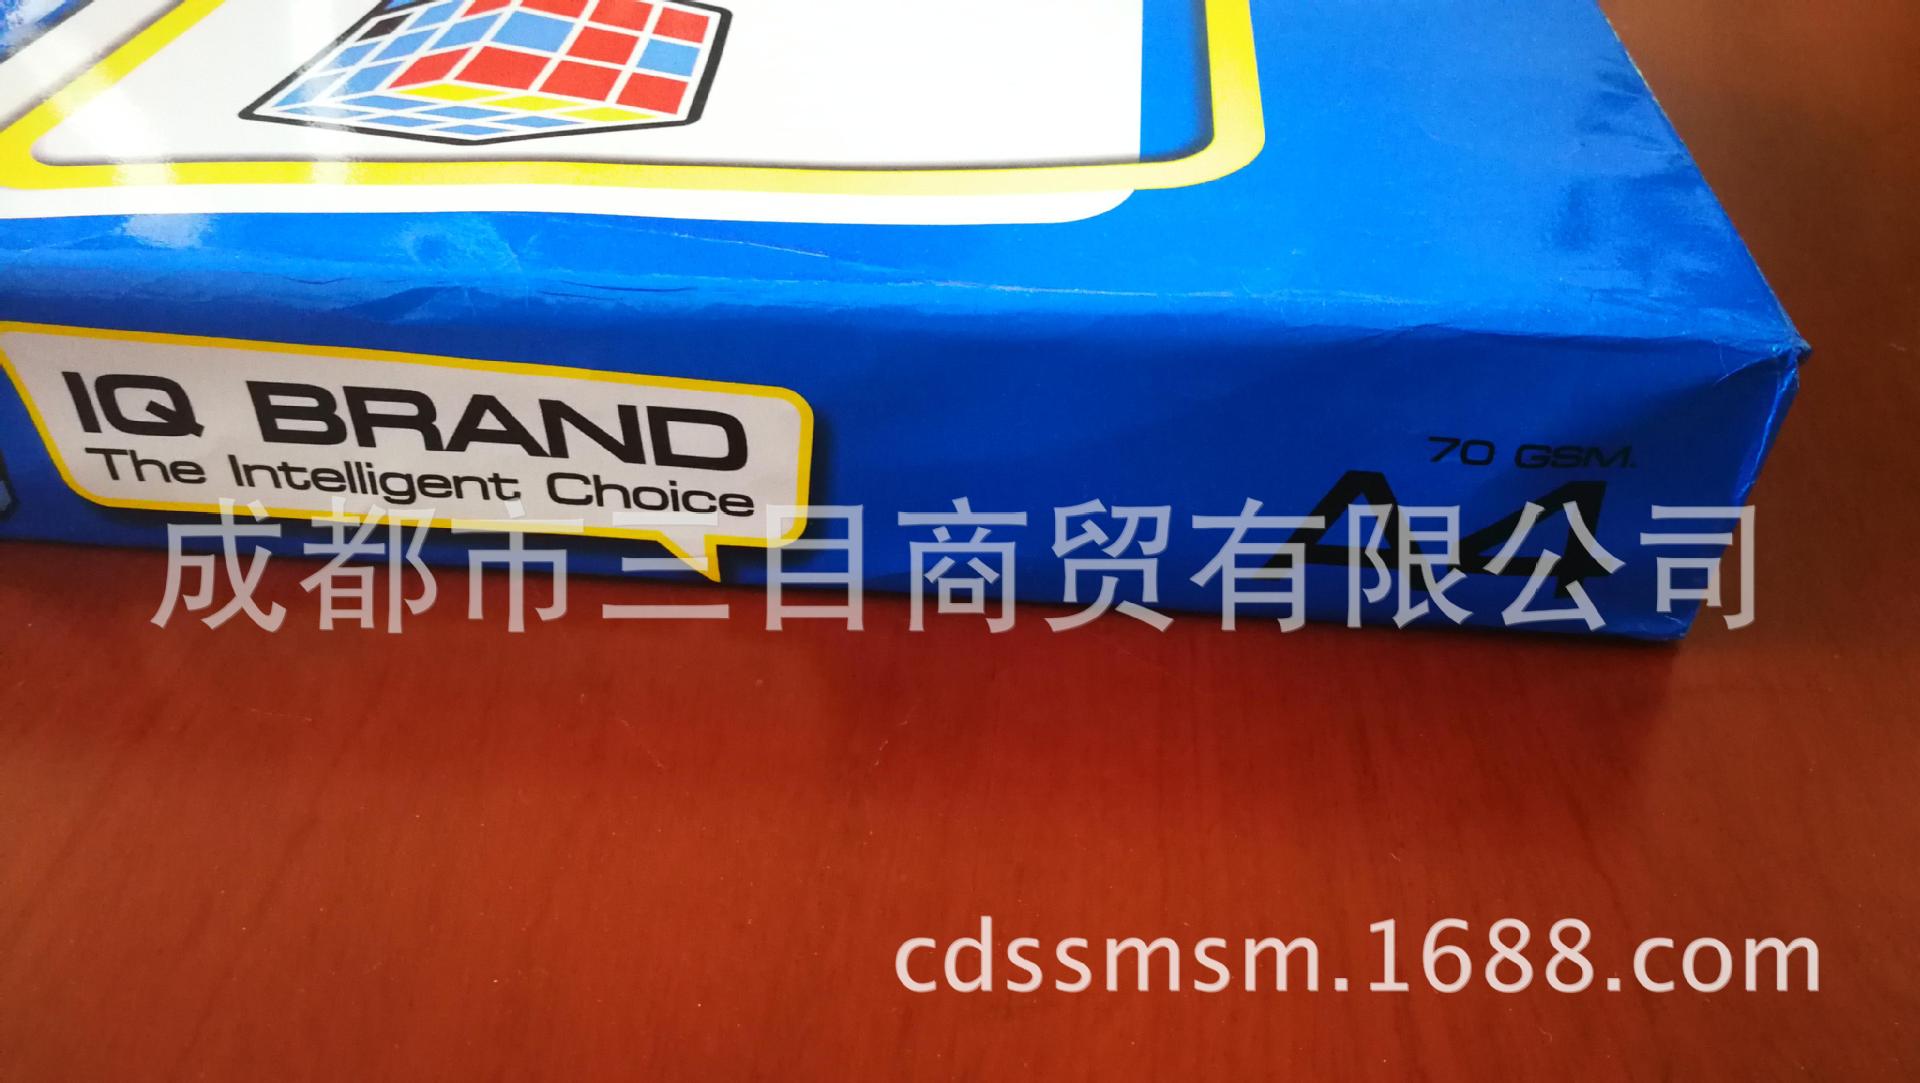 IQ BRAND
The Intelligent Choice
70 GSM.
A4
成都市三目商贸有限公司
cdssmsm.1688.com